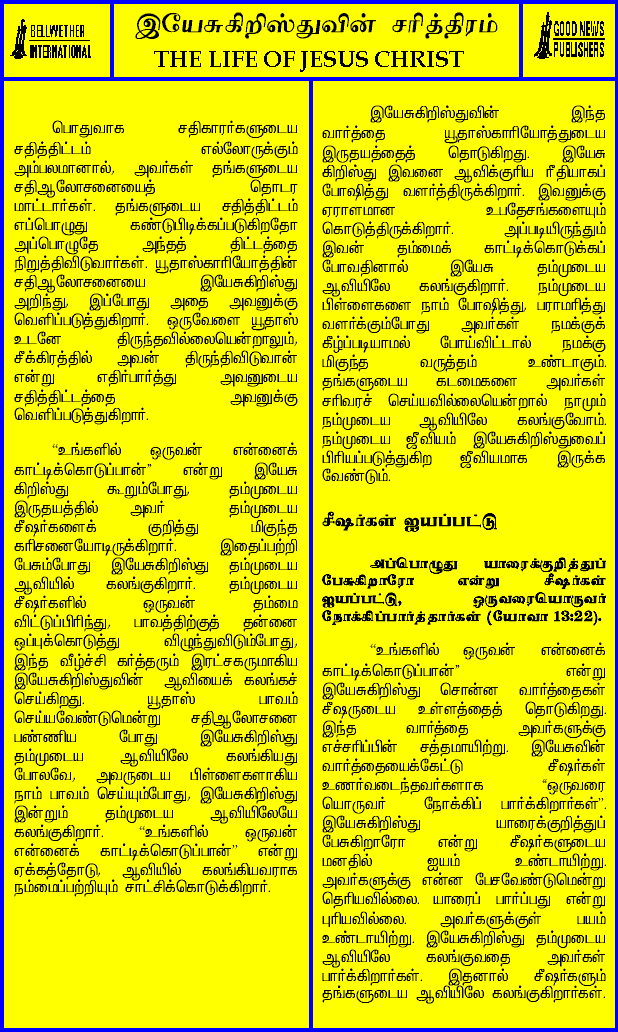 BELLWETHER
INTERNATIONAL
இயேசுகிறிஸ்துவின் சரித்திரம்
THE LIFE OF JESUS CHRIST
GOOD NEWS
PUBLISHERS
பொதுவாக சதிகாரர்களுடைய
சதித்திட்டம் எல்லோருக்கும்
அம்பலமானால், அவர்கள் தங்களுடைய
சதிஆலோசனையைத் தொடர
மாட்டார்கள். தங்களுடைய சதித்திட்டம்
எப்பொழுது கண்டுபிடிக்கப்படுகிறதோ
அப்பொழுதே அந்தத் திட்டத்தை
நிறுத்திவிடுவார்கள். யூதாஸ்காரியோத்தின்
சதிஆலோசனையை இயேசுகிறிஸ்து
அறிந்து, இப்போது அதை அவனுக்கு
வெளிப்படுத்துகிறார். ஒருவேளை யூதாஸ்
உடனே திருந்தவில்லையென்றாலும்,
சீக்கிரத்தில் அவன் திருந்திவிடுவான்
என்று எதிர்பார்த்து அவனுடைய
சதித்திட்டத்தை அவனுக்கு
வெளிப்படுத்துகிறார்.
“உங்களில் ஒருவன் என்னைக்
காட்டிக்கொடுப்பான்” என்று இயேசு
கிறிஸ்து கூறும்போது, தம்முடைய
இருதயத்தில் அவர் தம்முடைய
சீஷர்களைக் குறித்து மிகுந்த
கரிசனையோடிருக்கிறார். இதைப்பற்றி
பேசும்போது இயேசுகிறிஸ்து தம்முடைய
ஆவியில் கலங்குகிறார். தம்முடைய
சீஷர்களில் ஒருவன் தம்மை
விட்டுப்பிரிந்து, பாவத்திற்குத் தன்னை
ஒப்புக்கொடுத்து விழுந்துவிடும்போது,
இந்த வீழ்ச்சி கர்த்தரும் இரட்சகருமாகிய
இயேசுகிறிஸ்துவின் ஆவியைக் கலங்கச்
செய்கிறது. யூதாஸ் பாவம்
செய்யவேண்டுமென்று சதிஆலோசனை
பண்ணிய போது இயேசுகிறிஸ்து
தம்முடைய ஆவியிலே கலங்கியது
போலவே, அவருடைய பிள்ளைகளாகிய
நாம் பாவம் செய்யும்போது, இயேசுகிறிஸ்து
இன்றும் தம்முடைய ஆவியிலேயே
கலங்குகிறார். “உங்களில் ஒருவன்
என்னைக் காட்டிக்கொடுப்பான்” என்று
ஏக்கத்தோடு, ஆவியில் கலங்கியவராக
நம்மைப்பற்றியும் சாட்சிக்கொடுக்கிறார்.
இயேசுகிறிஸ்துவின் இந்த
வார்த்தை யூதாஸ்காரியோத்துடைய
இருதயத்தைத் தொடுகிறது. இயேசு
கிறிஸ்து இவனை ஆவிக்குரிய ரீதியாகப்
போஷித்து வளர்த்திருக்கிறார். இவனுக்கு
ஏராளமான உபதேசங்களையும்
கொடுத்திருக்கிறார். அப்படியிருந்தும்
இவன் தம்மைக் காட்டிக்கொடுக்கப்
போவதினால் இயேசு தம்முடைய
ஆவியிலே கலங்குகிறார். நம்முடைய
பிள்ளைகளை நாம் போஷித்து, பராமரித்து
வளர்க்கும்போது அவர்கள் நமக்குக்
கீழ்ப்படியாமல் போய்விட்டால் நமக்கு
மிகுந்த வருத்தம் உண்டாகும்.
தங்களுடைய கடமைகளை அவர்கள்
சரிவரச் செய்யவில்லையென்றால் நாமும்
நம்முடைய ஆவியிலே கலங்குவோம்.
நம்முடைய ஜீவியம் இயேசுகிறிஸ்துவைப்
பிரியப்படுத்துகிற ஜீவியமாக இருக்க
வேண்டும்.
சீஷர்கள் ஐயப்பட்டு
அப்பொழுது யாரைக்குறித்துப்
பேசுகிறாரோ என்று சீஷர்கள்
ஐயப்பட்டு, ஒருவரையொருவர்
நோக்கிப்பார்த்தார்கள் (யோவா 13:22).
“உங்களில் ஒருவன் என்னைக்
காட்டிக்கொடுப்பான்” என்று
இயேசுகிறிஸ்து சொன்ன வார்த்தைகள்
சீஷருடைய உள்ளத்தைத் தொடுகிறது.
இந்த வார்த்தை அவர்களுக்கு
எச்சரிப்பின் சத்தமாயிற்று. இயேசுவின்
வார்த்தையைக்கேட்டு சீஷர்கள்
உணர்வடைந்தவர்களாக “ஒருவரை
யொருவர் நோக்கிப் பார்க்கிறார்கள்”.
இயேசுகிறிஸ்து யாரைக்குறித்துப்
பேசுகிறாரோ என்று சீஷர்களுடைய
மனதில் ஐயம் உண்டாயிற்று.
அவர்களுக்கு என்ன பேசவேண்டுமென்று
தெரியவில்லை. யாரைப் பார்ப்பது என்று
புரியவில்லை. அவர்களுக்குள் பயம்
உண்டாயிற்று. இயேசுகிறிஸ்து தம்முடைய
ஆவியிலே கலங்குவதை அவர்கள்
பார்க்கிறார்கள். இதனால் சீஷர்களும்
தங்களுடைய ஆவியிலே கலங்குகிறார்கள்.